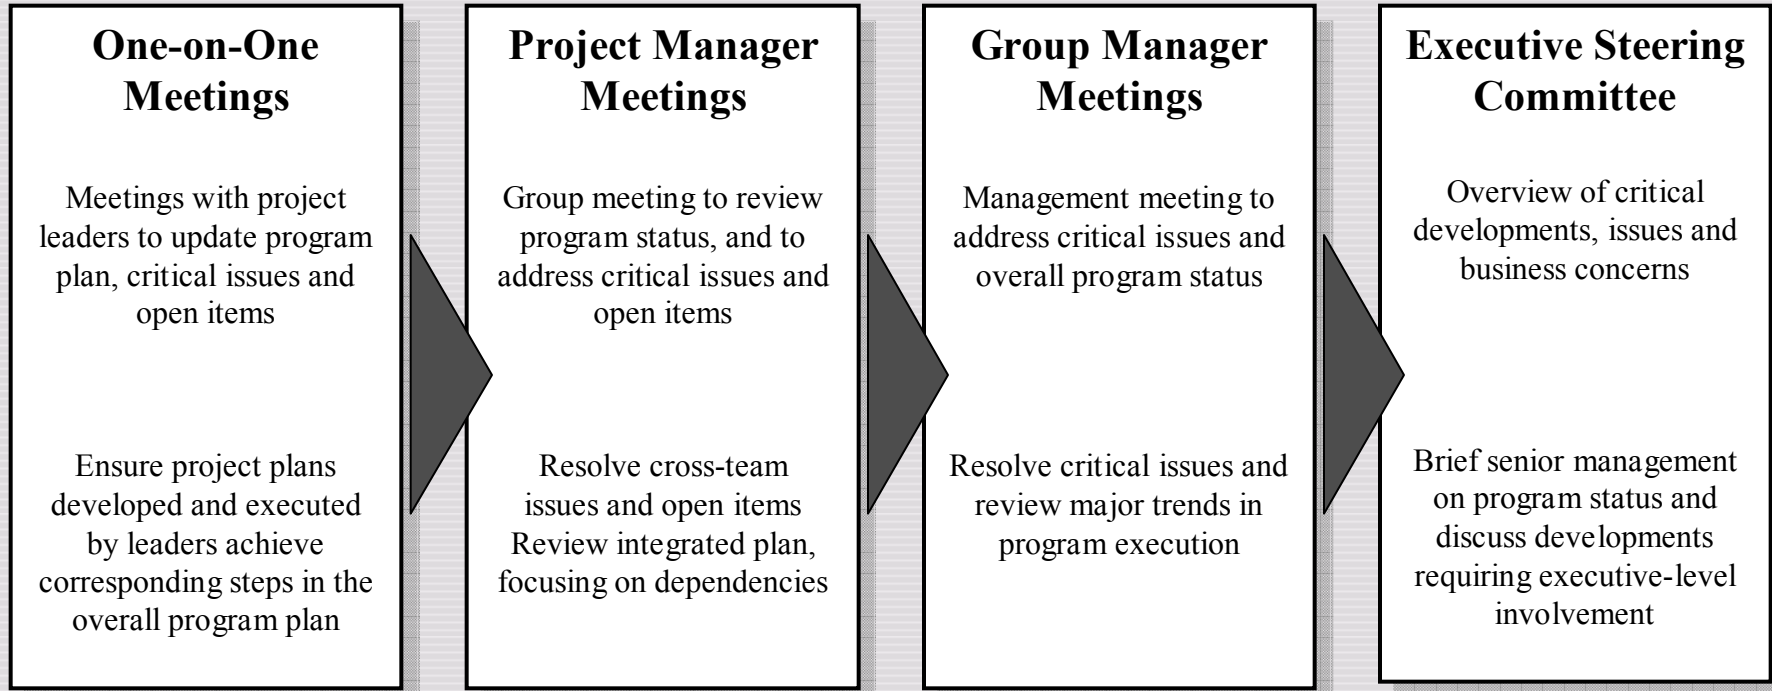 One-on-One
Meetings
Meetings with project
leaders to update program
plan, critical issues and
open items
Ensure project plans
developed and executed
by leaders achieve
corresponding steps in the
overall program plan
Project Manager
Meetings
Group meeting to review
program status, and to
address critical issues and
open items
Resolve cross-team
issues and open items
Review integrated plan,
focusing on dependencies
Group Manager
Meetings
Management meeting to
address critical issues and
overall program status
Resolve critical issues and
review major trends in
program execution
Executive Steering
Committee
Overview of critical
developments, issues and
business concerns
Brief senior management
on program status and
discuss developments
requiring executive-level
involvement